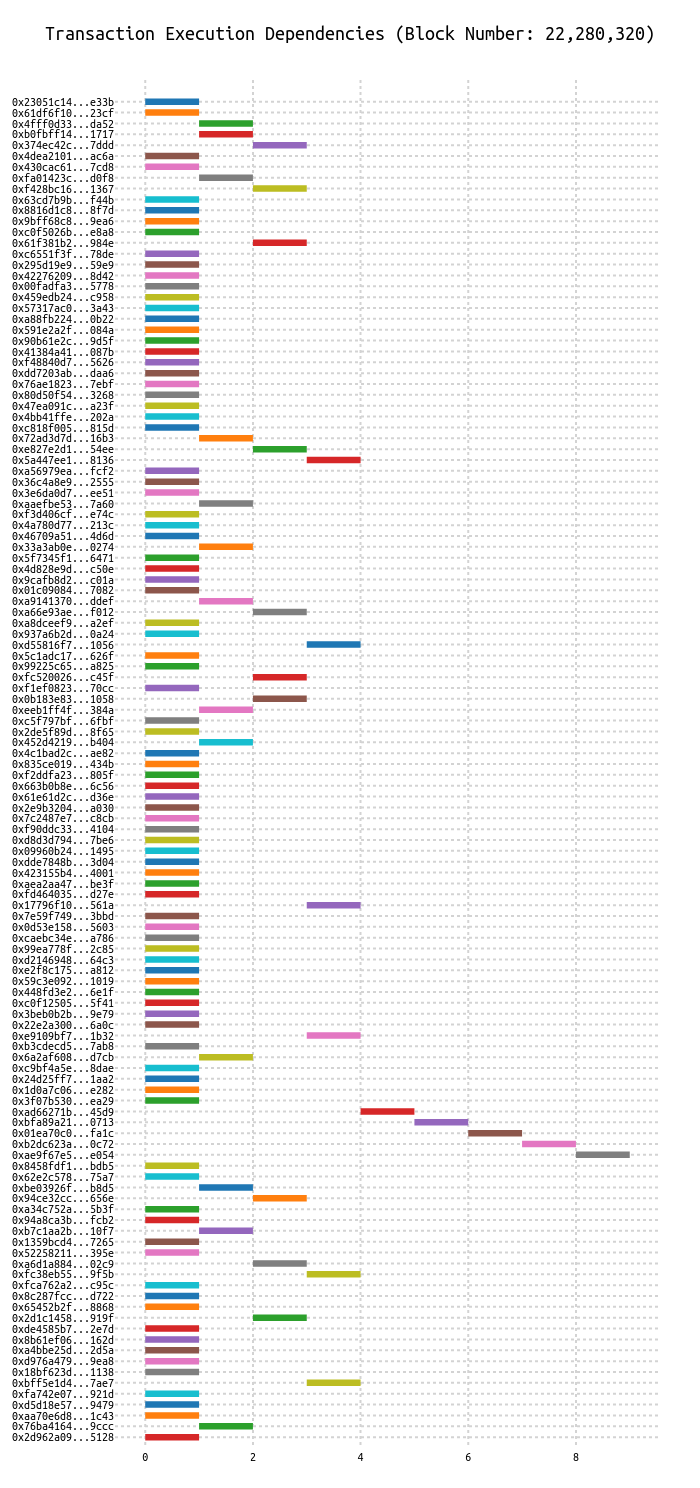 Transaction Execution Dependencies (Block Number: 22,280,320)
0x23051c14...e33b
0x61df6f10...23cf
0x4fff0d33...da52
0xb0fbff14...1717
0x374ec42c...7ddd
0x4dea2101...ac6a
0x430cac61...7cd8
0xfa01423c...d0f8
0xf428bc16...1367
0x63cd7b9b...f44b
0x8816d1c8...8f7d
0x9bff68c8...9ea6
0xc0f5026b...e8a8
0x61f381b2...984e
0xc6551f3f...78de
0x295d19e9...59e9
0x42276209...8d42
0x00fadfa3...5778
0x459edb24...c958
0x57317ac0...3a43
0xa88fb224...0b22
0x591e2a2f...084a
0x90b61e2c...9d5f
0x41384a41...087b
0xf48840d7...5626
0xdd7203ab...daa6
0x76ae1823...7ebf
0x80d50f54...3268
0x47ea091c...a23f
0x4bb41ffe...202a
0xc818f005...815d
0x72ad3d7d...16b3
0xe827e2d1...54ee
0x5a447ee1...8136
0xa56979ea...fcf2
0x36c4a8e9...2555
0x3e6da0d7...ee51
0xaaefbe53...7a60
0xf3d406cf...e74c
0x4a780d77...213c
0x46709a51...4d6d
0x33a3ab0e...0274
0x5f7345f1...6471
0x4d828e9d...c50e
0x9cafb8d2...c01a
0x01c09084...7082
0xa9141370...ddef
0xa66e93ae...f012
0xa8dceef9...a2ef
0x937a6b2d...0a24
0xd55816f7...1056
0x5c1adc17...626f
0x99225c65...a825
0xfc520026...c45f
0xf1ef0823...70cc
0x0b183e83...1058
0xeeb1ff4f...384a
0xc5f797bf...6fbf
0x2de5f89d...8f65
0x452d4219...b404
0x4c1bad2c...ae82
0x835ce019...434b
0xf2ddfa23...805f
0x663b0b8e...6c56
0x61e61d2c...d36e
0x2e9b3204...a030
0x7c2487e7...c8cb
0xf90ddc33...4104
0xd8d3d794...7be6
0x09960b24...1495
0xdde7848b...3d04
0x423155b4...4001
0xaea2aa47...be3f
0xfd464035...d27e
0x17796f10...561a
0x7e59f749...3bbd
0x0d53e158...5603
0xcaebc34e...a786
0x99ea778f...2c85
0xd2146948...64c3
0xe2f8c175...a812
0x59c3e092...1019
0x448fd3e2...6e1f
0xc0f12505...5f41
0x3beb0b2b...9e79
0x22e2a300...6a0c
0xe9109bf7...1b32
0xb3cdecd5...7ab8
0x6a2af608...d7cb
0xc9bf4a5e...8dae
0x24d25ff7...1aa2
0x1d0a7c06...e282
0x3f07b530...ea29
0xad66271b...45d9
0xbfa89a21...0713
0x01ea70c0...fa1c
0xb2dc623a...0c72
0xae9f67e5...e054
0x8458fdf1...bdb5
0x62e2c578...75a7
0xbe03926f...b8d5
0x94ce32cc...656e
0xa34c752a...5b3f
0x94a8ca3b...fcb2
0xb7c1aa2b...10f7
0x1359bcd4...7265
0x52258211...395e
0xa6d1a884...02c9
0xfc38eb55...9f5b
0xfca762a2...c95c
0x8c287fcc...d722
0x65452b2f...8868
0x2d1c1458...919f
0xde4585b7...2e7d
0x8b61ef06...162d
0xa4bbe25d...2d5a
0xd976a479...9ea8
0x18bf623d...1138
0xbff5e1d4...7ae7
0xfa742e07...921d
0xd5d18e57...9479
0xaa70e6d8...1c43
0x76ba4164...9ccc
0x2d962a09...5128
0 2 4 6 8